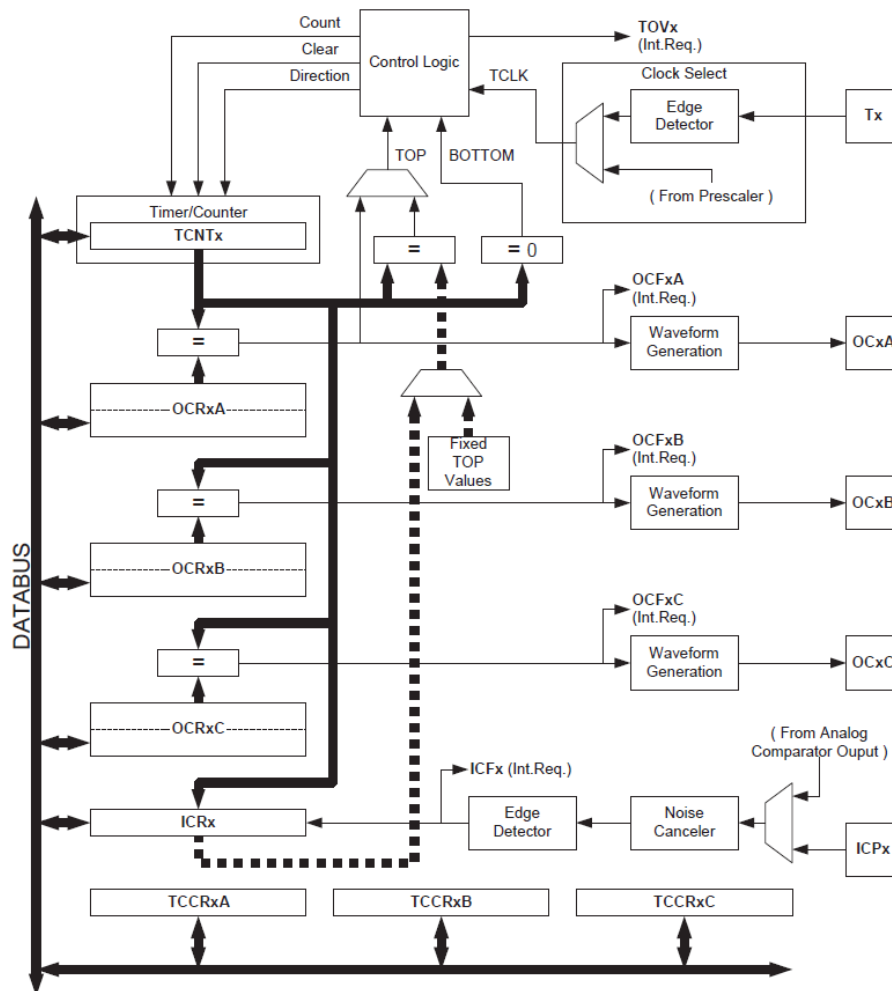 Count
Clear
Direction
Control Logic
TOVx
(Int.Req.)
Clock Select
TCLK
Edge
Detector
Tx
TOP
BOTTOM
( From Prescaler )
Timer/Counter
TCNTx
=
= 0
OCFxA
(Int.Req.)
=
Waveform
Generation
OCxA
OCRxA
Fixed
TOP
Values
OCFxB
(Int.Req.)
=
Waveform
Generation
OCxB
DATABUS
OCRxB
OCFxC
(Int.Req.)
=
Waveform
Generation
OCxC
OCRxC
( From Analog
Comparator Ouput )
ICFx (Int.Req.)
ICRx
Edge
Detector
Noise
Canceler
ICPx
TCCRxA
TCCRxB
TCCRxC